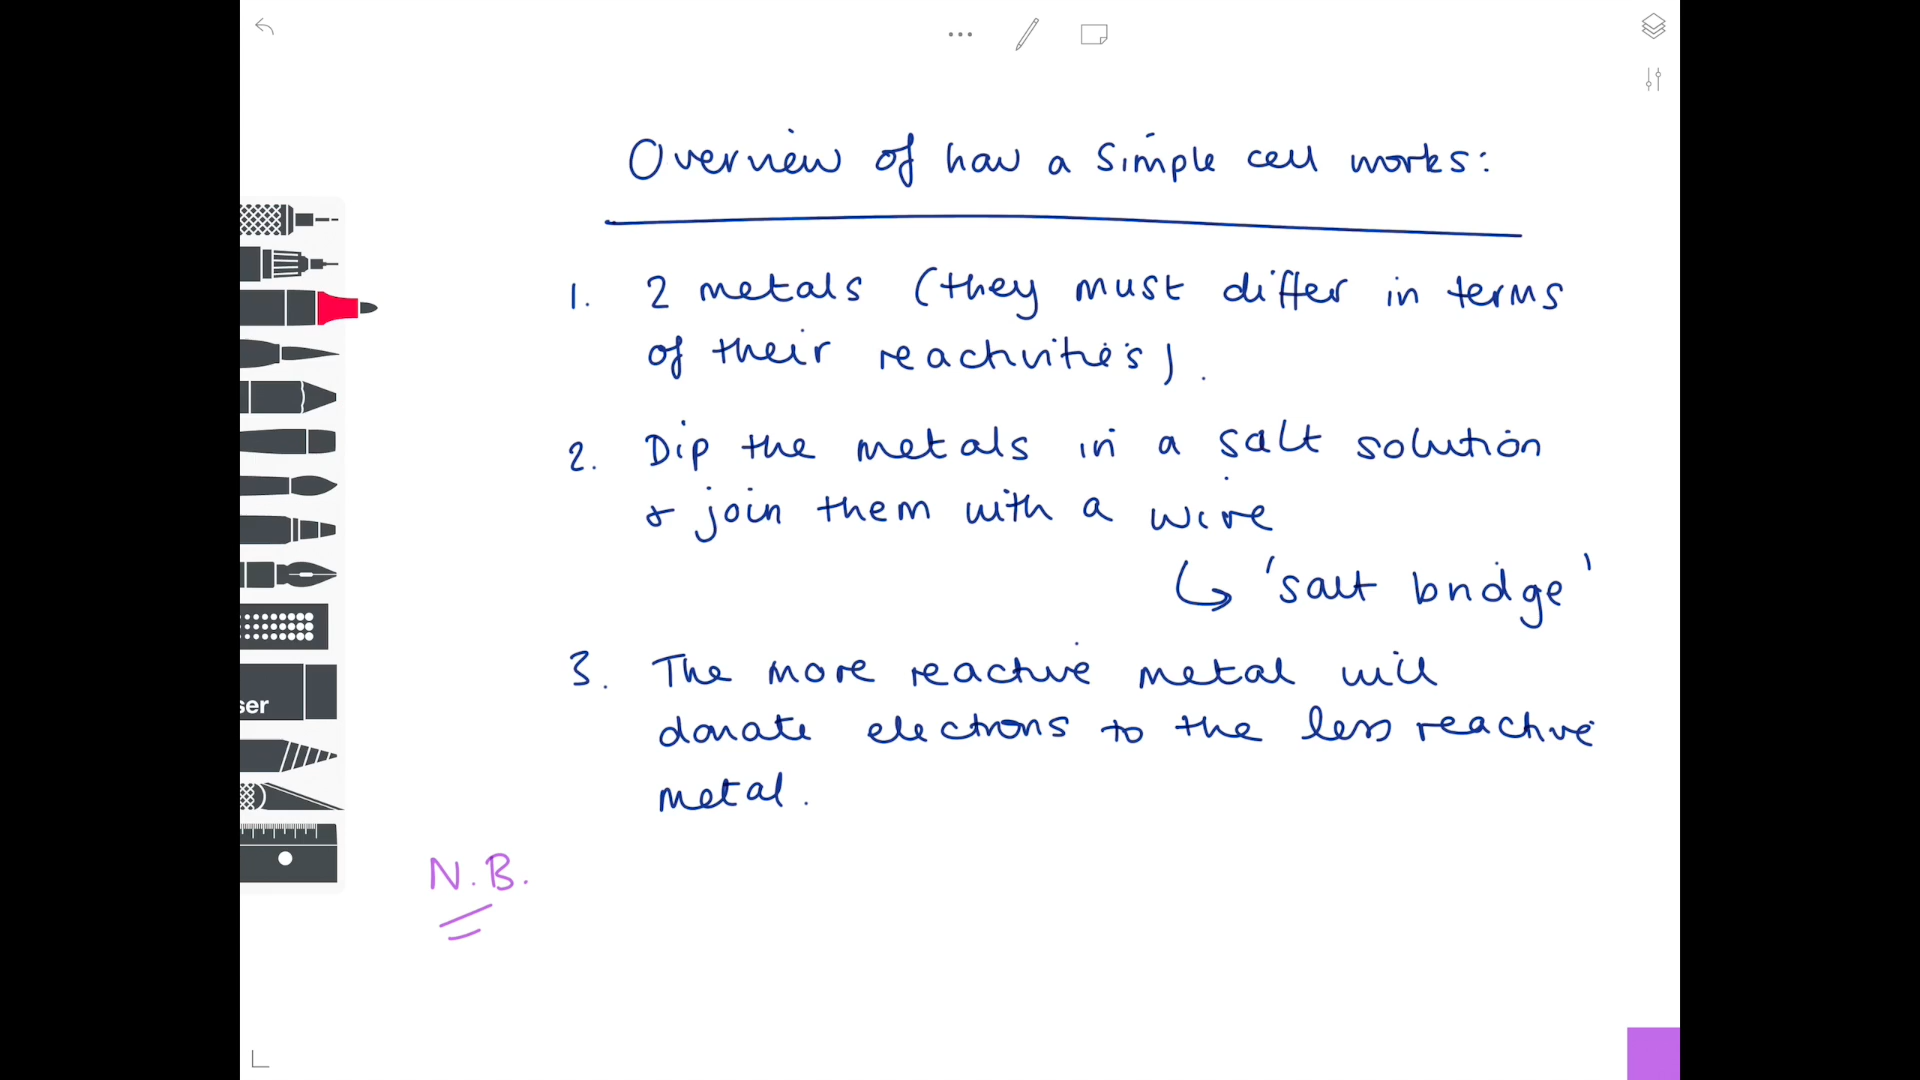 Overview of how a simple cell works:
1. 2 metals (they must differ in terms
of their reactivities).
2. Dip the metals in a salt solution
& join them with a wire
↳ 'salt bridge'
3. The more reactive metal will
donate electrons to the less reactive
metal.
ser
N.B.